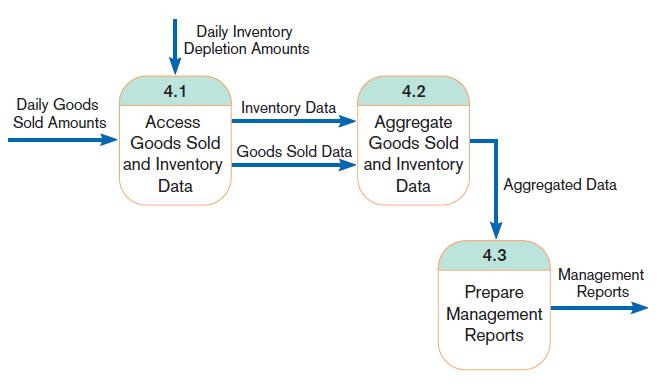 Daily Inventory
Depletion Amounts
Daily Goods
Sold Amounts
4.1
Access
Goods Sold
and Inventory
Data
Inventory Data
Goods Sold Data
4.2
Aggregate
Goods Sold
and Inventory
Data
Aggregated Data
4.3
Prepare
Management
Reports
Management
Reports